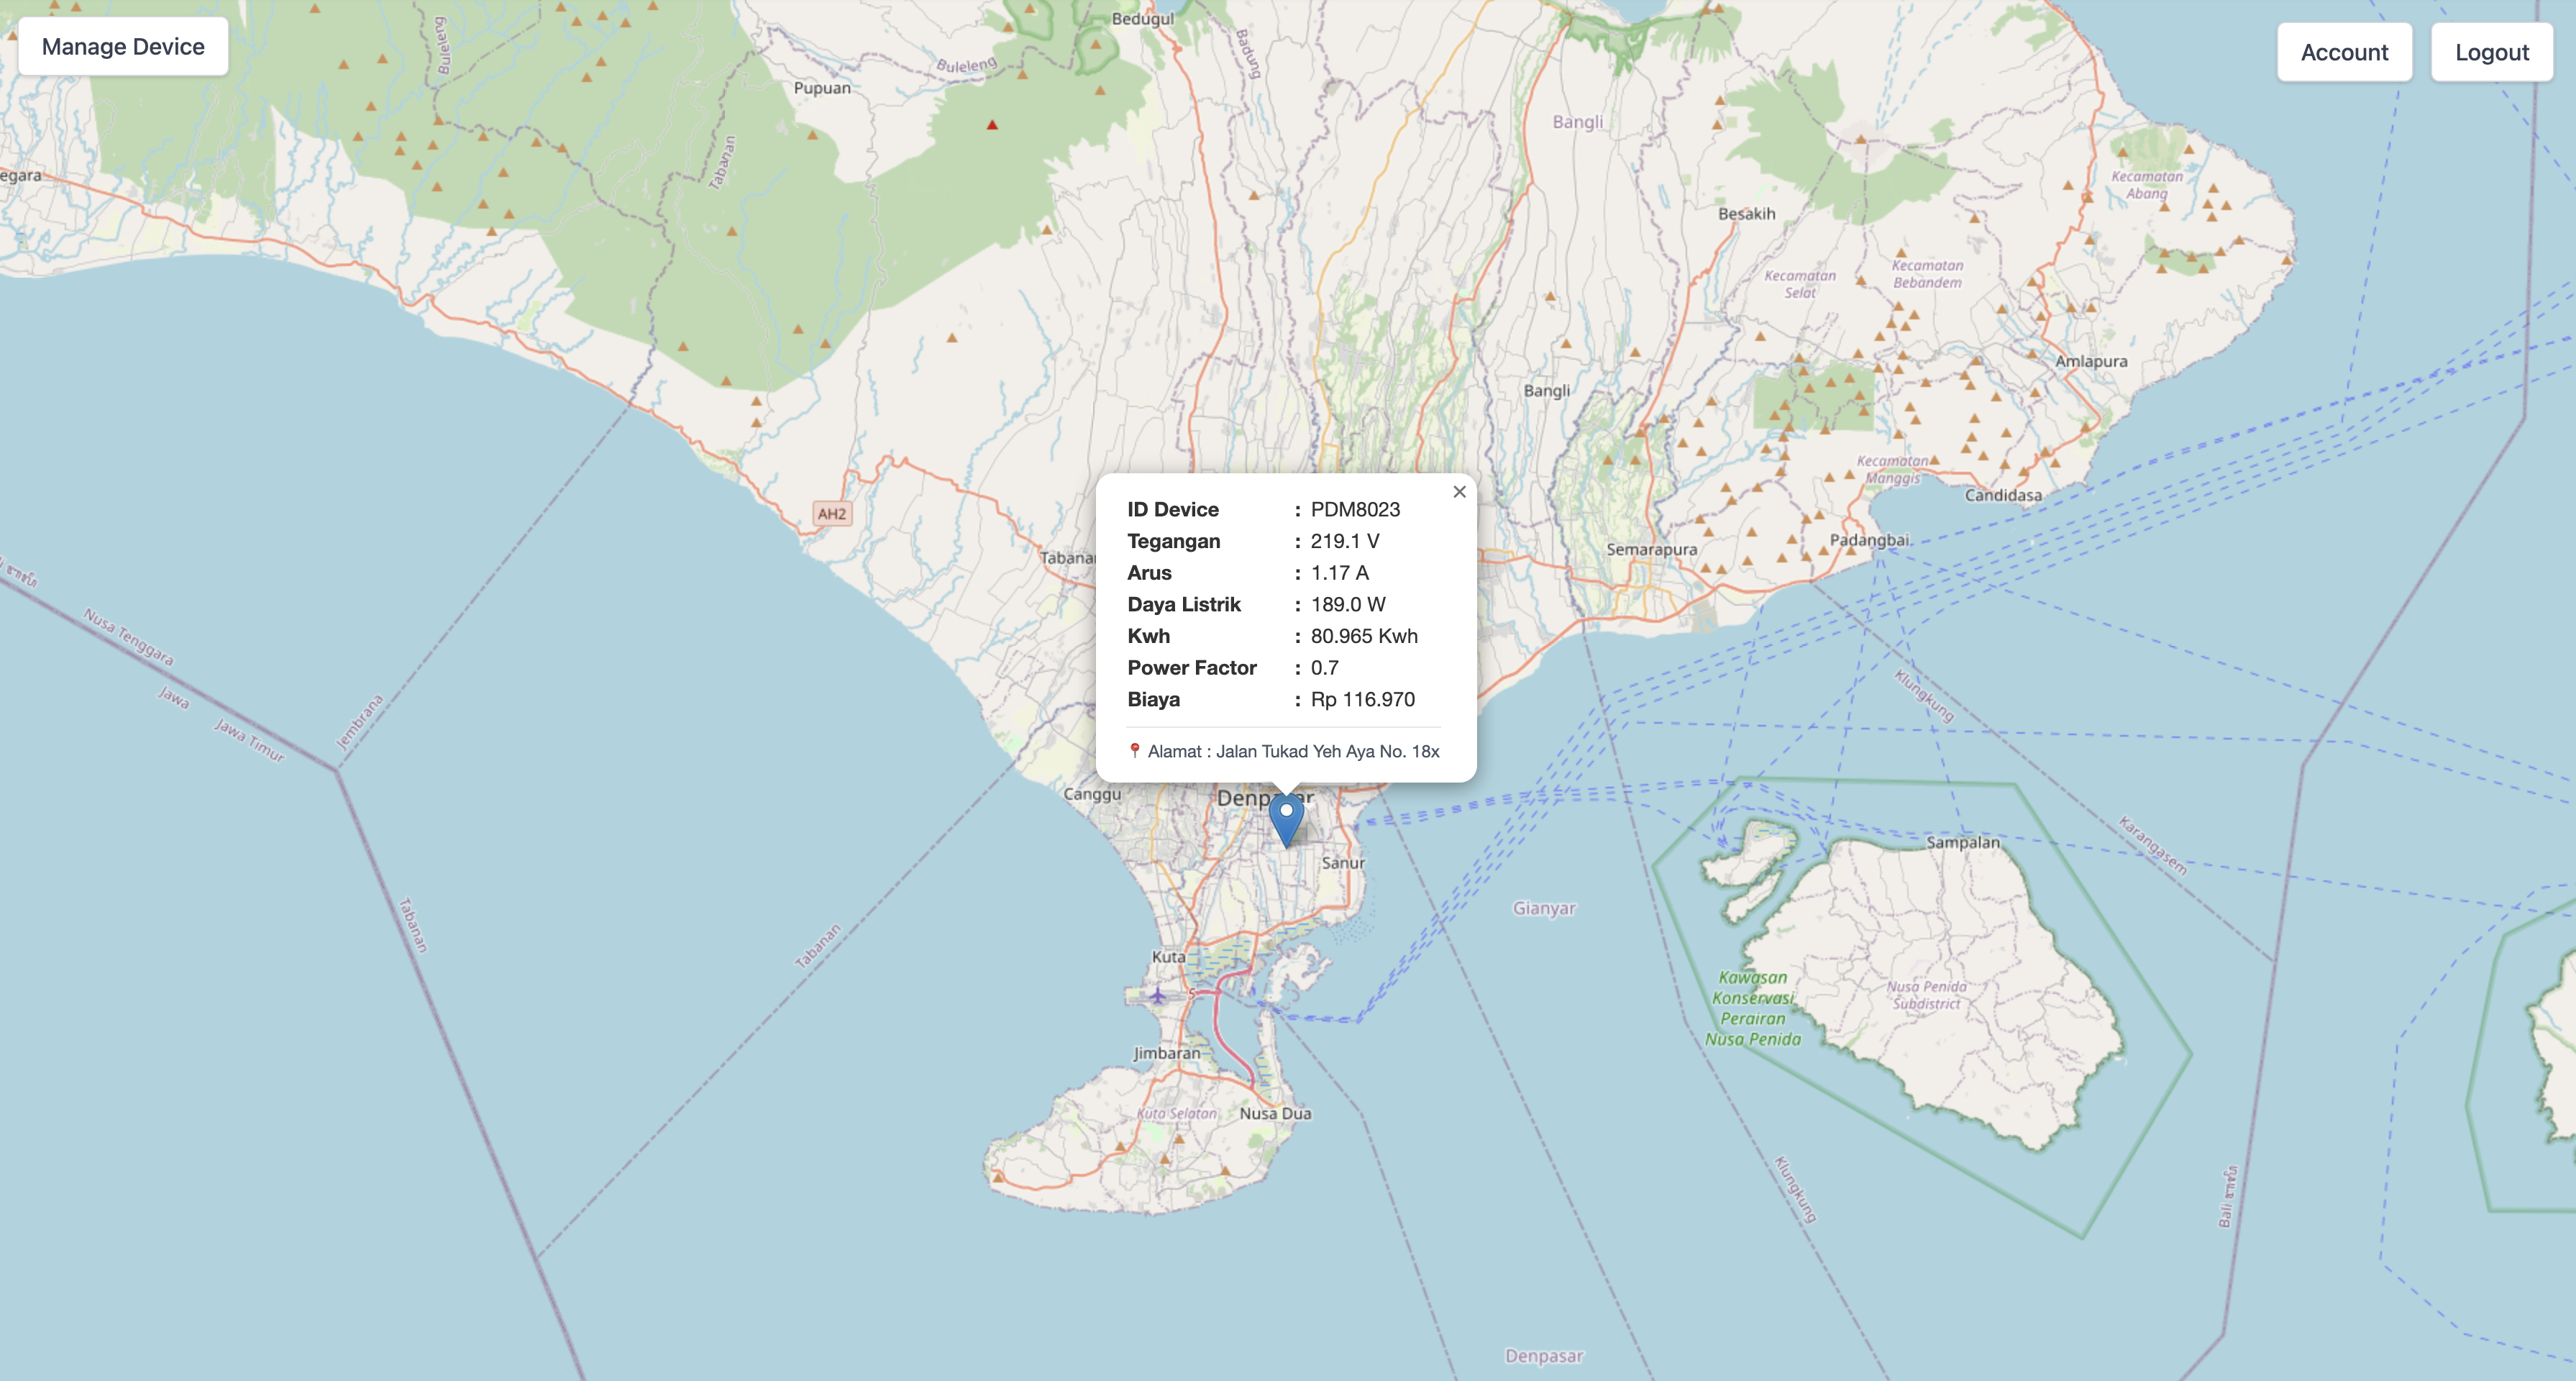 Manage Device
Account
Logout
Bedugul
Buleleng
Badung
Buleleng
Pupuan
Bangli
Tabanan
egara
Kecamatan
Abang
Besakih
Kecamatan
Selat
Kecamatan
Bebandem
Amlapura
Bangli
Kecamatan
Manggis
Candidasa
AH2
Padangbai
Semarapura
Tabanan
ID Device : PDM8023
Tegangan : 219.1 V
Arus : 1.17 A
Daya Listrik : 189.0 W
Kwh : 80.965 Kwh
Power Factor : 0.7
Biaya : Rp 116.970
Alamat : Jalan Tukad Yeh Aya No. 18x
Nusa Tenggara
Jawa
Jawa Timur
Jembrana
Klungkung
Canggu
Denpasar
Sanur
Sampalan
Karangasem
Gianyar
Tabanan
Tabanan
Kuta
5
Kawasan
Konservasi
Perairan
Nusa Penida
Nusa Penida
Subdistrict
Jimbaran
Kuta Selatan
Nusa Dua
Klungkung
Bali
Denpasar